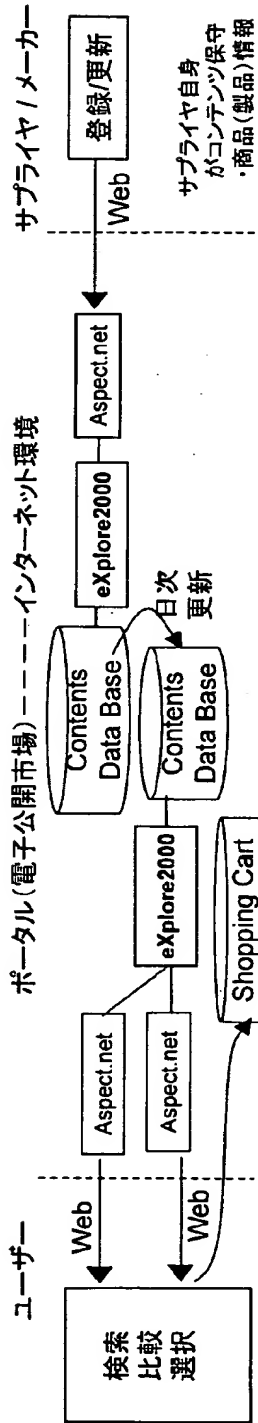 ユーザー
ポータル(電子公開市場)ーーーーインターネット環境
サプライヤ/メーカー
検索
比較
選択
Web
Web
Aspect.net
Aspect.net
eXplore2000
Contents
Data Base
Contents
Data Base
日次
更新
eXplore2000
Aspect.net
Web
登録/更新
サプライヤ自身
がコンテンツ保守
・商品(製品)情報
Shopping Cart